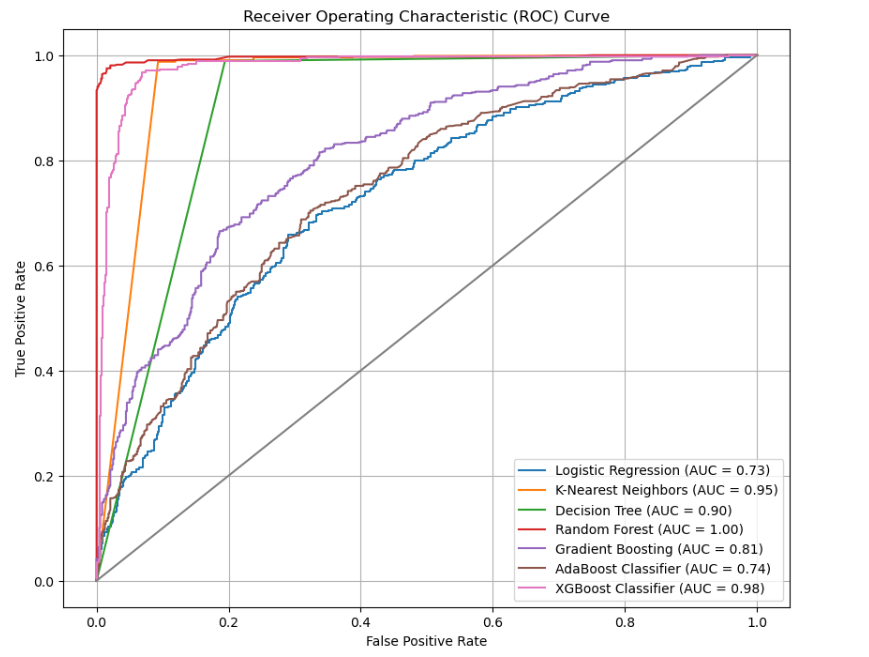 Receiver Operating Characteristic (ROC) Curve
True Positive Rate
1.0
0.8
0.6
0.4
0.2
0.0
0.0 0.2 0.4 0.6 0.8 1.0
False Positive Rate
Logistic Regression (AUC = 0.73)
K-Nearest Neighbors (AUC = 0.95)
Decision Tree (AUC = 0.90)
Random Forest (AUC = 1.00)
Gradient Boosting (AUC = 0.81)
AdaBoost Classifier (AUC = 0.74)
XGBoost Classifier (AUC = 0.98)